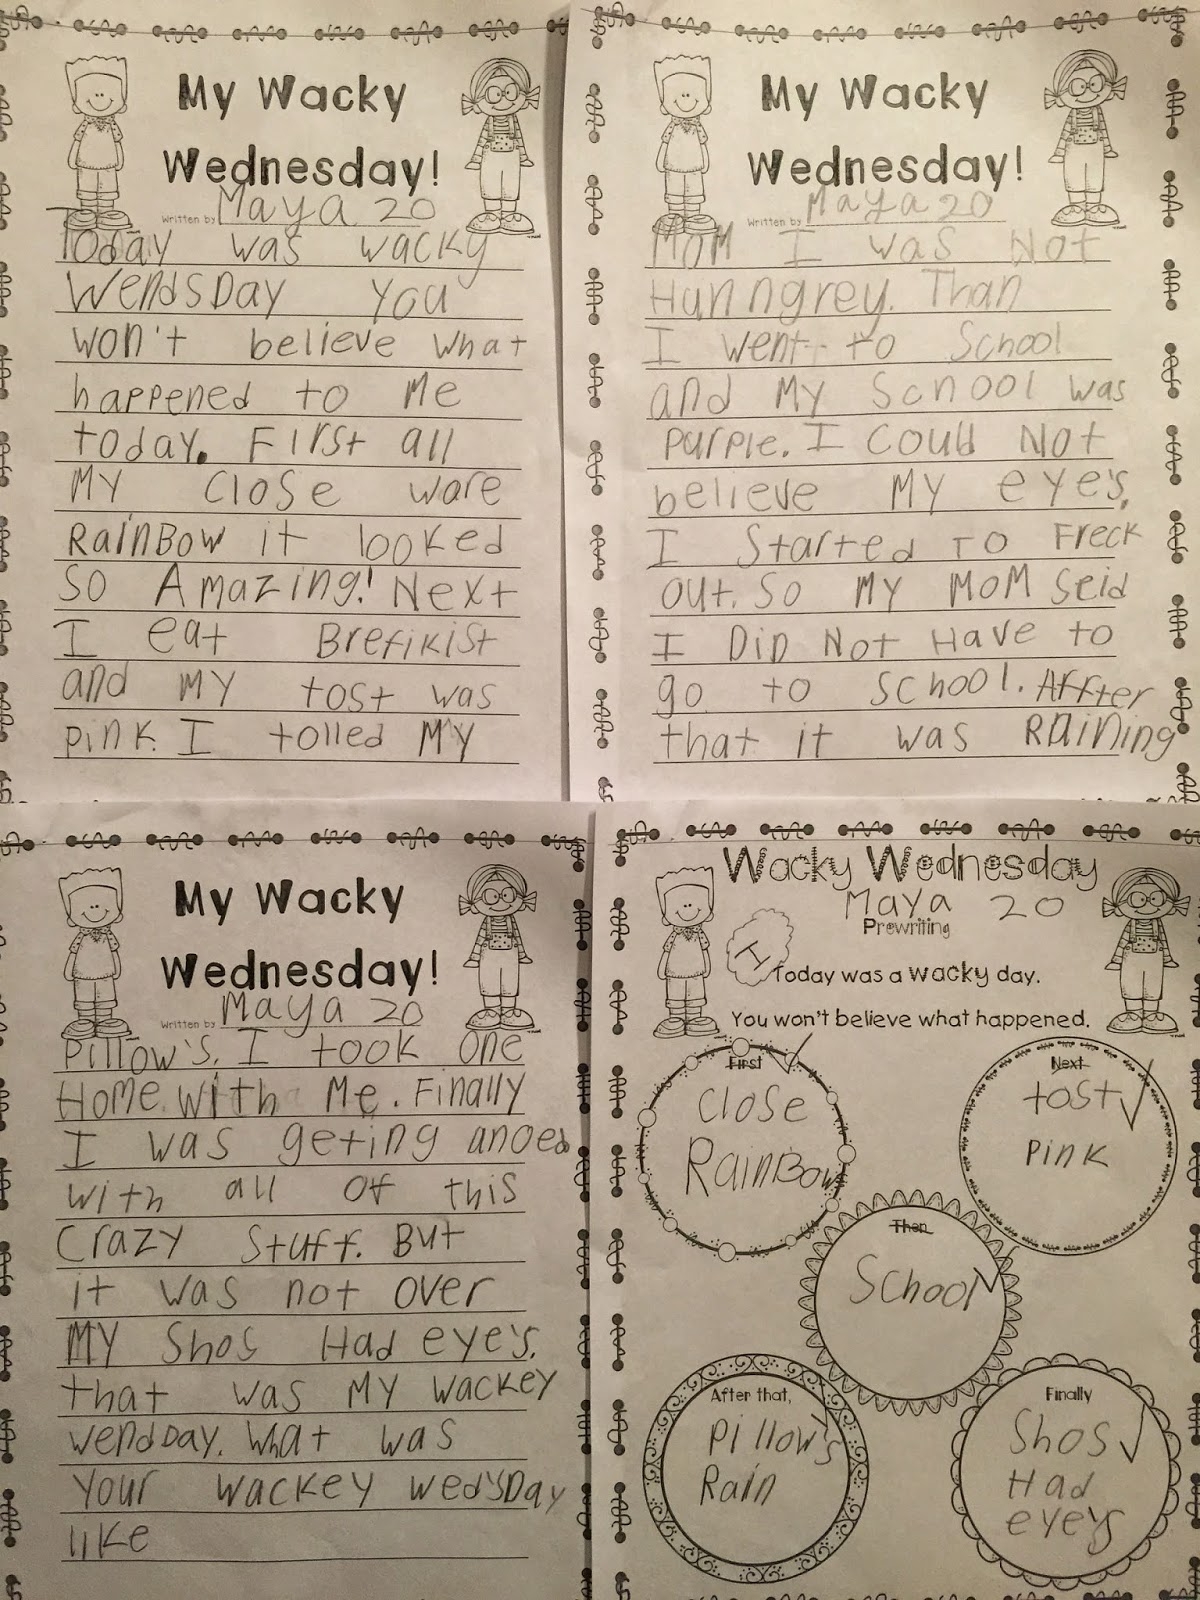 My Wacky
Wednesday!
Written by Maya 20
Today was wacky
WendsDay you
won't believe what
happened to Me
today. First all
MY close ware
RainBow it looked
So Amazing! Next
I eat Brefikist
and MY tost was
pink. I tolled MY
My Wacky
Wednesday!
Written by Maya 20
MoM I was Not
Hunngrey. Than
I went to School
and My School was
purple. I Could Not
believe MY eye's.
I Started To Freck
out. So MY MoM Seid
I DiD Not Have to
go to School. Affter
that it was Raining
My Wacky
Wednesday!
Written by Maya 20
Pillow's. I took one
Home With Me. Finally
I was geting anoed
with all of this
Crazy Stuff. But
it was not over
MY Shos Had eye's.
that was MY wackey
wendDay. What was
Your wackey wedsDay
like
Wacky Wednesday
Maya 20
Prewriting
I Today was a wacky day.
You won't believe what happened.
First
Close
RainBow
Next
tost
Pink
Then
School
After that,
Pillow's
Rain
Finally
Shos
Had
eye's